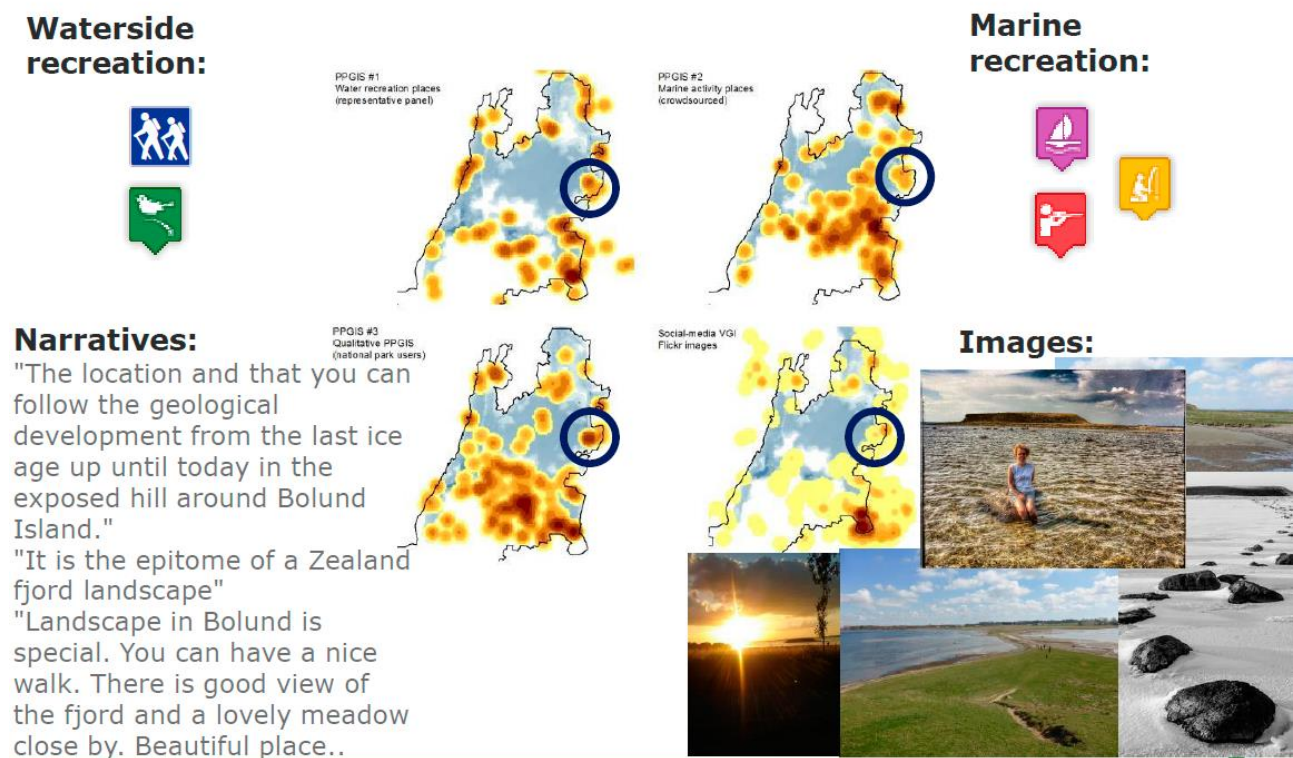 Waterside
recreation:
PPGIS #1
Water recreation places
(representative panel)
PPGIS #2
Marine activity places
(crowdsourced)
Marine
recreation:
Narratives:
"The location and that you can
follow the geological
development from the last ice
age up until today in the
exposed hill around Bolund
Island."
"It is the epitome of a Zealand
fjord landscape"
"Landscape in Bolund is
special. You can have a nice
walk. There is good view of
the fjord and a lovely meadow
close by. Beautiful place..
PPGIS #3
Qualitative PPGIS
(national park users)
Social-media VGI
Flickr images
Images: